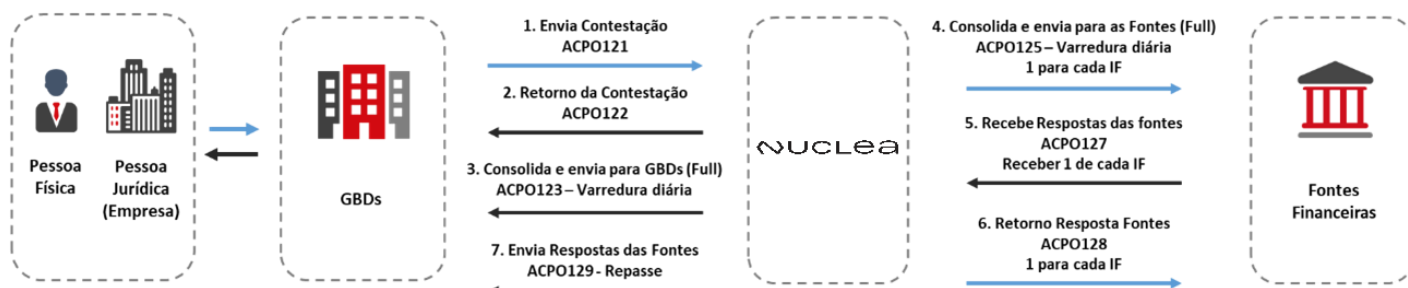 Pessoa
Física
Pessoa
Jurídica
(Empresa)
GBDs
1. Envia Contestação
ACPO121
2. Retorno da Contestação
ACPO122
3. Consolida e envia para GBDs (Full)
ACPO123 – Varredura diária
7. Envia Respostas das Fontes
ACPO129 - Repasse
NUCLea
4. Consolida e envia para as Fontes (Full)
ACPO125 – Varredura diária
1 para cada IF
5. Recebe Respostas das fontes
ACPO127
Receber 1 de cada IF
6. Retorno Resposta Fontes
ACPO128
1 para cada IF
Fontes
Financeiras